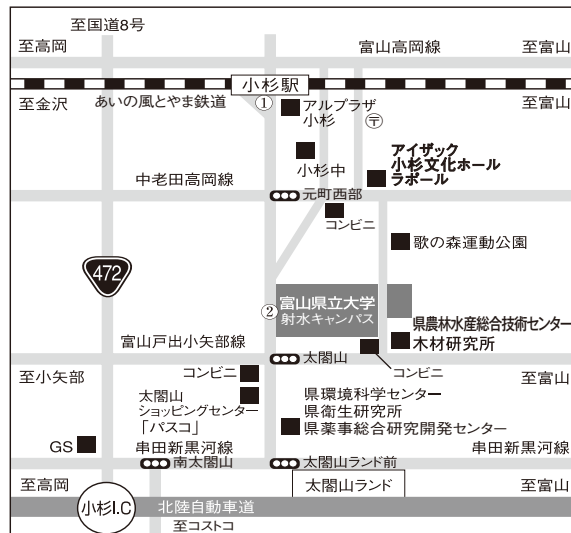 至国道8号
至高岡
富山高岡線
至富山
小杉駅
至金沢
あいの風とやま鉄道
①
至富山
アルプラザ
小杉
〒
小杉中
アイザック
小杉文化ホール
ラポール
中老田高岡線
元町西部
コンビニ
歌の森運動公園
472
②
富山県立大学
射水キャンパス
県農林水産総合技術センター
木材研究所
富山戸出小矢部線
太閤山
コンビニ
至小矢部
コンビニ
至富山
太閤山
ショッピングセンター
「パスコ」
県環境科学センター
県衛生研究所
県薬事総合研究開発センター
GS
串田新黒河線
串田新黒河線
南太閤山
太閤山ランド前
至高岡
太閤山ランド
至富山
小杉I.C
北陸自動車道
至コストコ